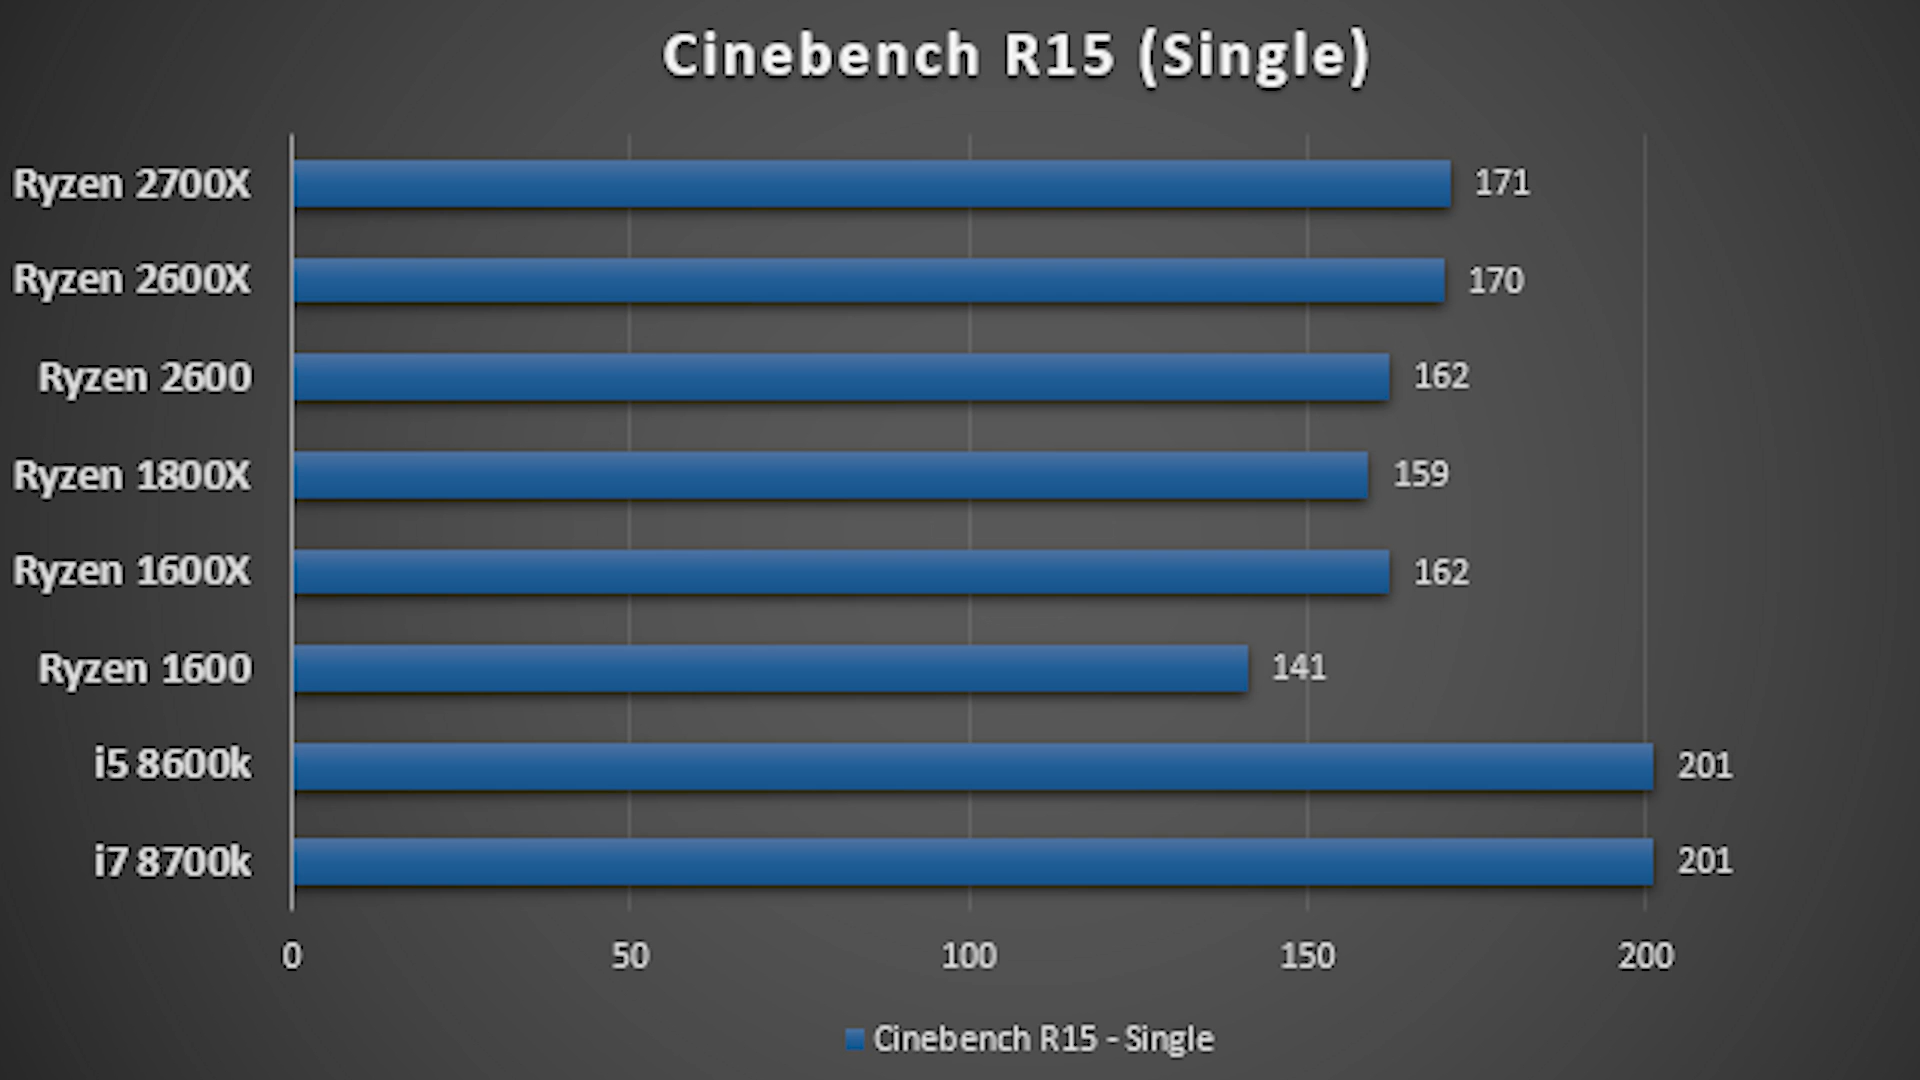 Cinebench R15 (Single)
Ryzen 2700X 171
Ryzen 2600X 170
Ryzen 2600 162
Ryzen 1800X 159
Ryzen 1600X 162
Ryzen 1600 141
i5 8600k 201
i7 8700k 201
0 50 100 150 200
Cinebench R15 - Single